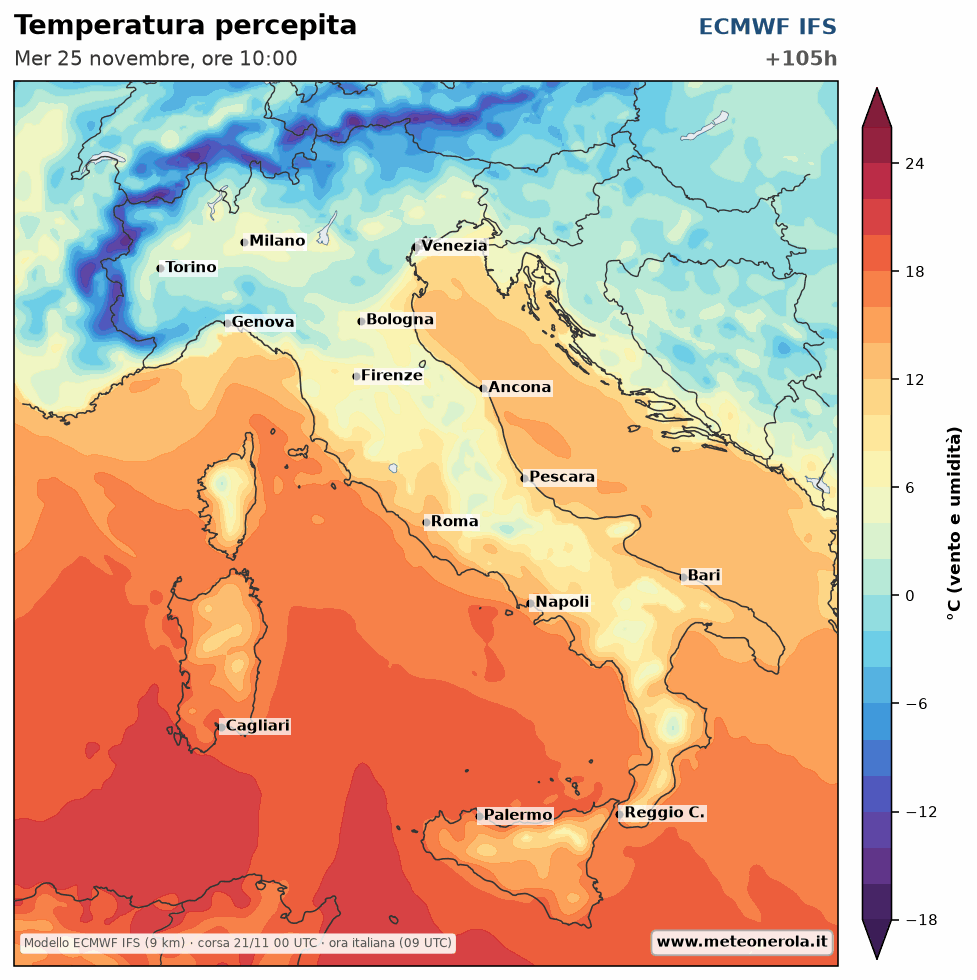 Temperatura percepita
ECMWF IFS
Mer 25 novembre, ore 10:00
+105h
Milano
Venezia
Torino
Genova
Bologna
Firenze
Ancona
Pescara
Roma
Bari
Napoli
Cagliari
Palermo
Reggio C.
24
18
12
6
0
−6
−12
−18
°C (vento e umidità)
Modello ECMWF IFS (9 km) · corsa 21/11 00 UTC · ora italiana (09 UTC)
www.meteonerola.it